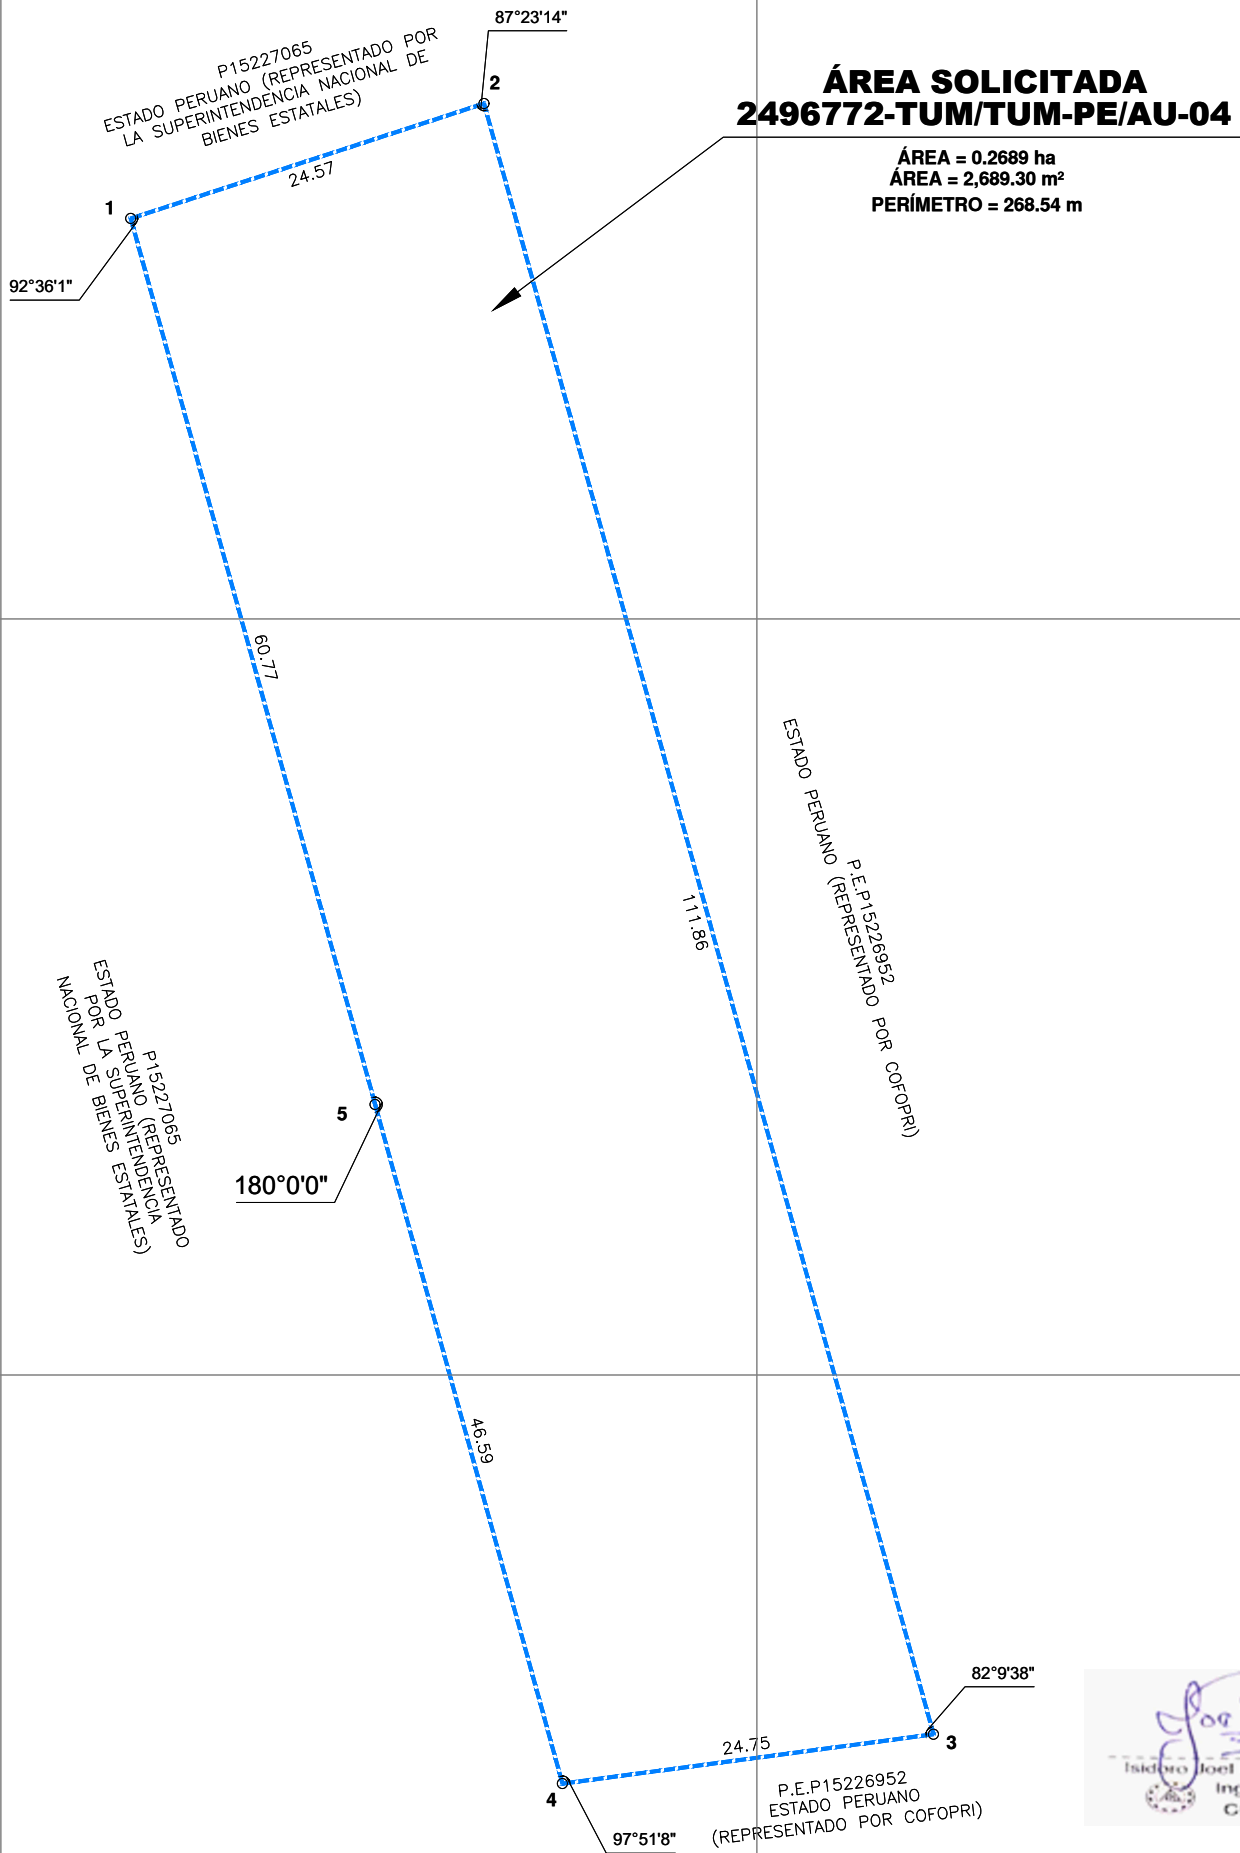 87°23'14"
P15227065
ESTADO PERUANO (REPRESENTADO POR
LA SUPERINTENDENCIA NACIONAL DE
BIENES ESTATALES)
2
ÁREA SOLICITADA
2496772-TUM/TUM-PE/AU-04
ÁREA = 0.2689 ha
ÁREA = 2,689.30 m²
PERÍMETRO = 268.54 m
24.57
1
92°36'1"
60.77
111.86
P.E.P15226952
ESTADO PERUANO (REPRESENTADO POR COFOPRI)
P15227065
ESTADO PERUANO (REPRESENTADO
POR LA SUPERINTENDENCIA
NACIONAL DE BIENES ESTATALES)
5
180°0'0"
46.59
82°9'38"
3
24.75
4
P.E.P15226952
ESTADO PERUANO
(REPRESENTADO POR COFOPRI)
97°51'8"
Isidoro Joel
Ing
C